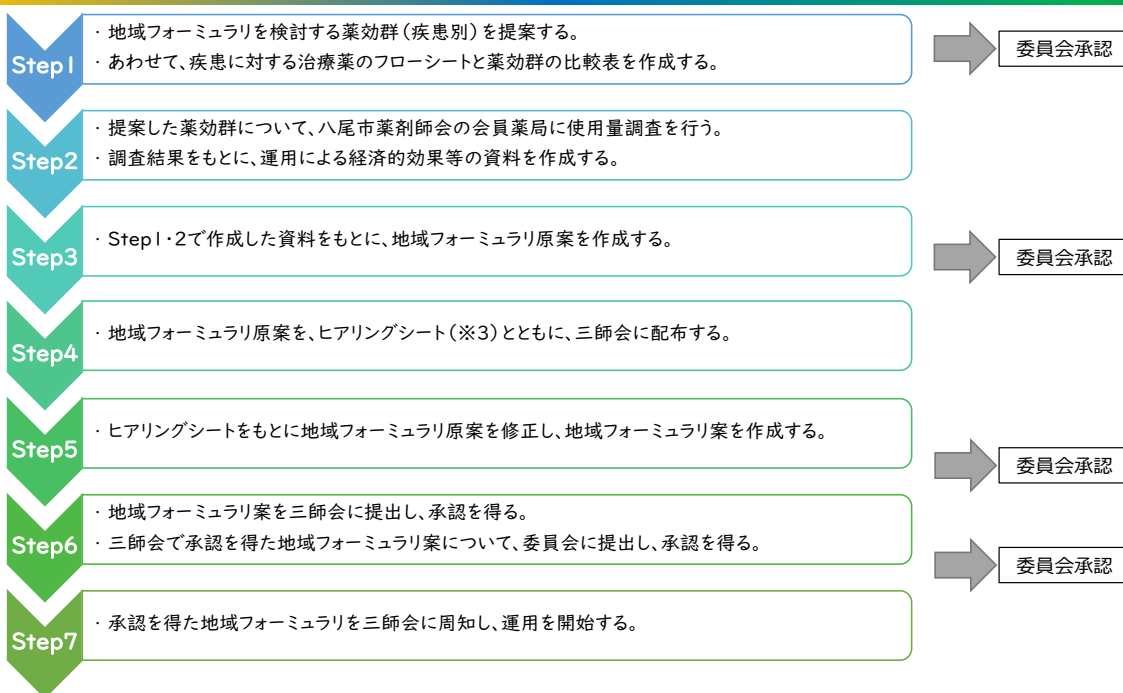 Step1
・地域フォーミュラリを検討する薬効群(疾患別)を提案する。
・あわせて、疾患に対する治療薬のフローシートと薬効群の比較表を作成する。
委員会承認
Step2
・提案した薬効群について、八尾市薬剤師会の会員薬局に使用量調査を行う。
・調査結果をもとに、運用による経済的効果等の資料を作成する。
Step3
・Step1・2で作成した資料をもとに、地域フォーミュラリ原案を作成する。
委員会承認
Step4
・地域フォーミュラリ原案を、ヒアリングシート(※3)とともに、三師会に配布する。
Step5
・ヒアリングシートをもとに地域フォーミュラリ原案を修正し、地域フォーミュラリ案を作成する。
委員会承認
Step6
・地域フォーミュラリ案を三師会に提出し、承認を得る。
・三師会で承認を得た地域フォーミュラリ案について、委員会に提出し、承認を得る。
委員会承認
Step7
・承認を得た地域フォーミュラリを三師会に周知し、運用を開始する。